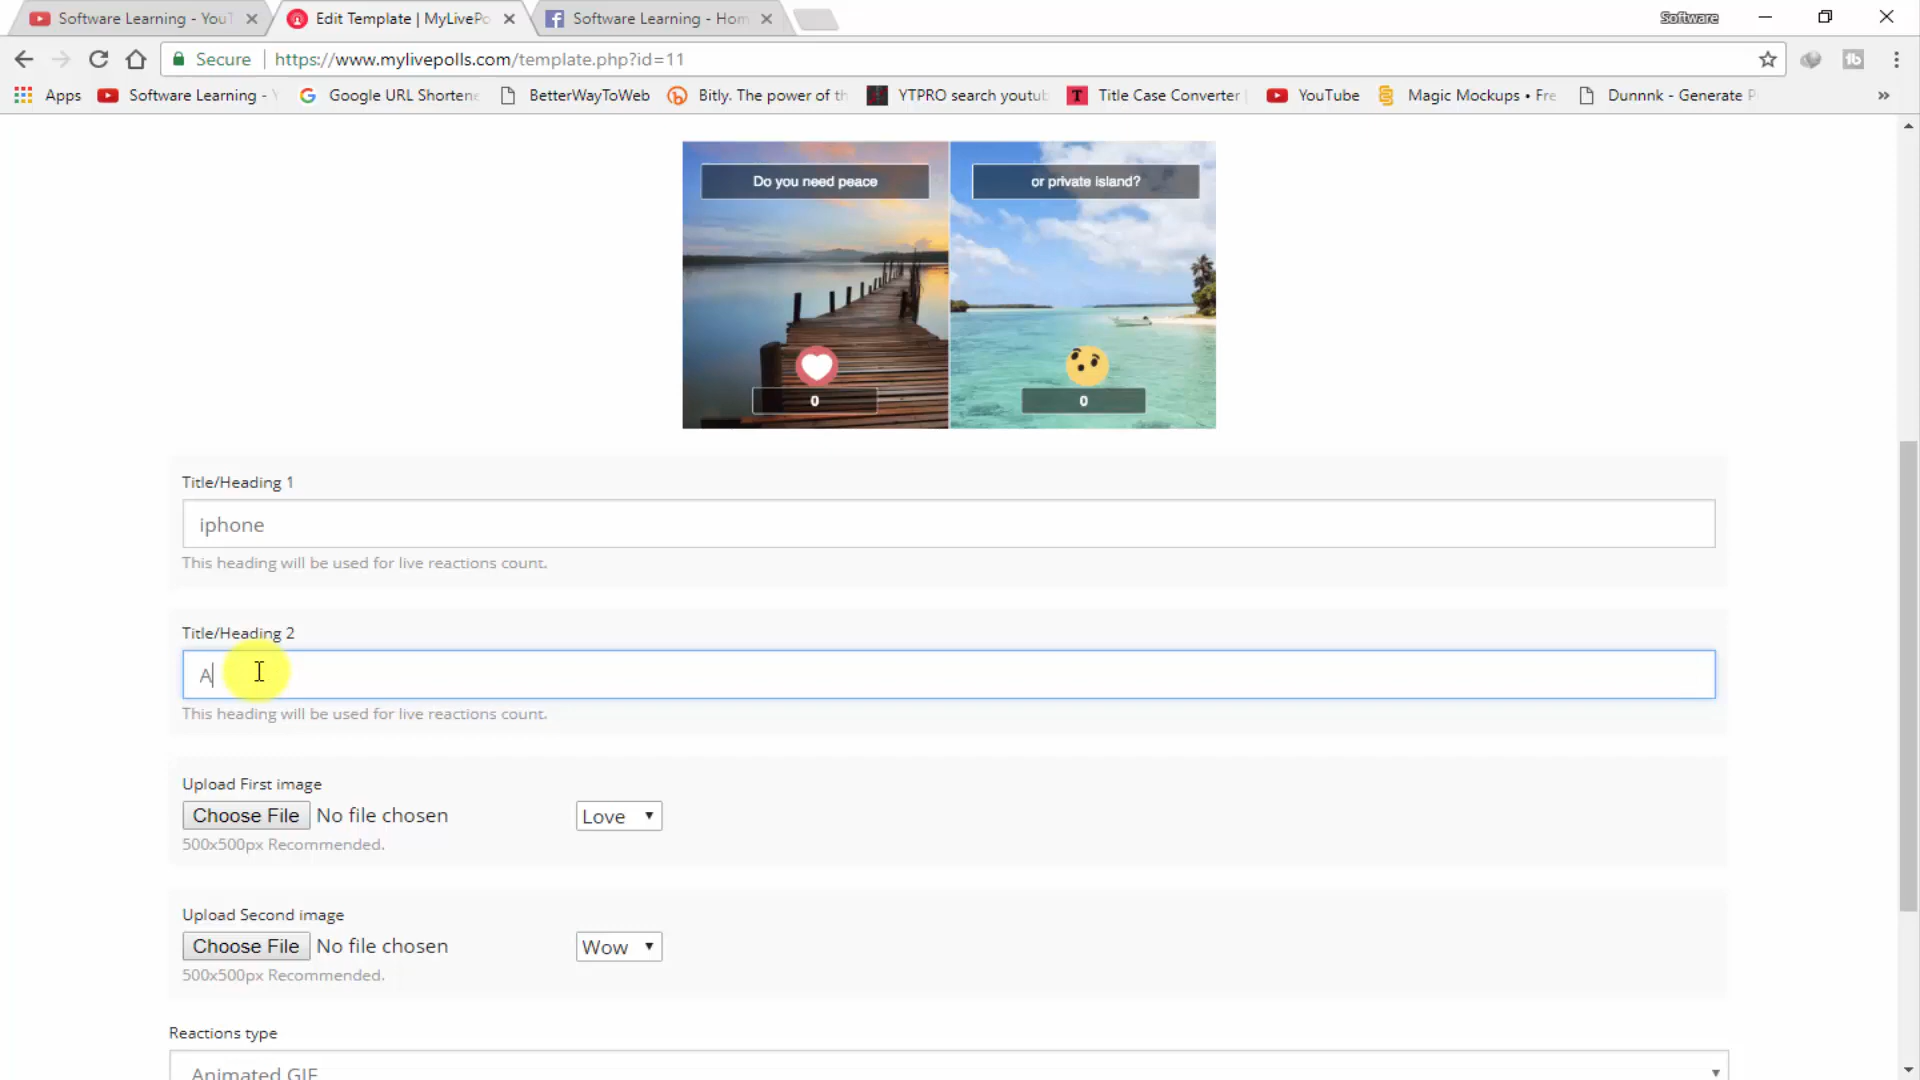 Software Learning - YouT
Edit Template | MyLivePo
Software Learning - Hom
Software
Secure
https://www.mylivepolls.com/template.php?id=11
Apps
Software Learning - Y
Google URL Shortene
BetterWayToWeb
Bitly. The power of th
YTPRO search youtub
Title Case Converter
YouTube
Magic Mockups • Fre
Dunnnk - Generate P
»
Do you need peace
or private island?
0
0
Title/Heading 1
iphone
This heading will be used for live reactions count.
Title/Heading 2
A
This heading will be used for live reactions count.
Upload First image
Choose File No file chosen
Love
500x500px Recommended.
Upload Second image
Choose File No file chosen
Wow
500x500px Recommended.
Reactions type
Animated GIF